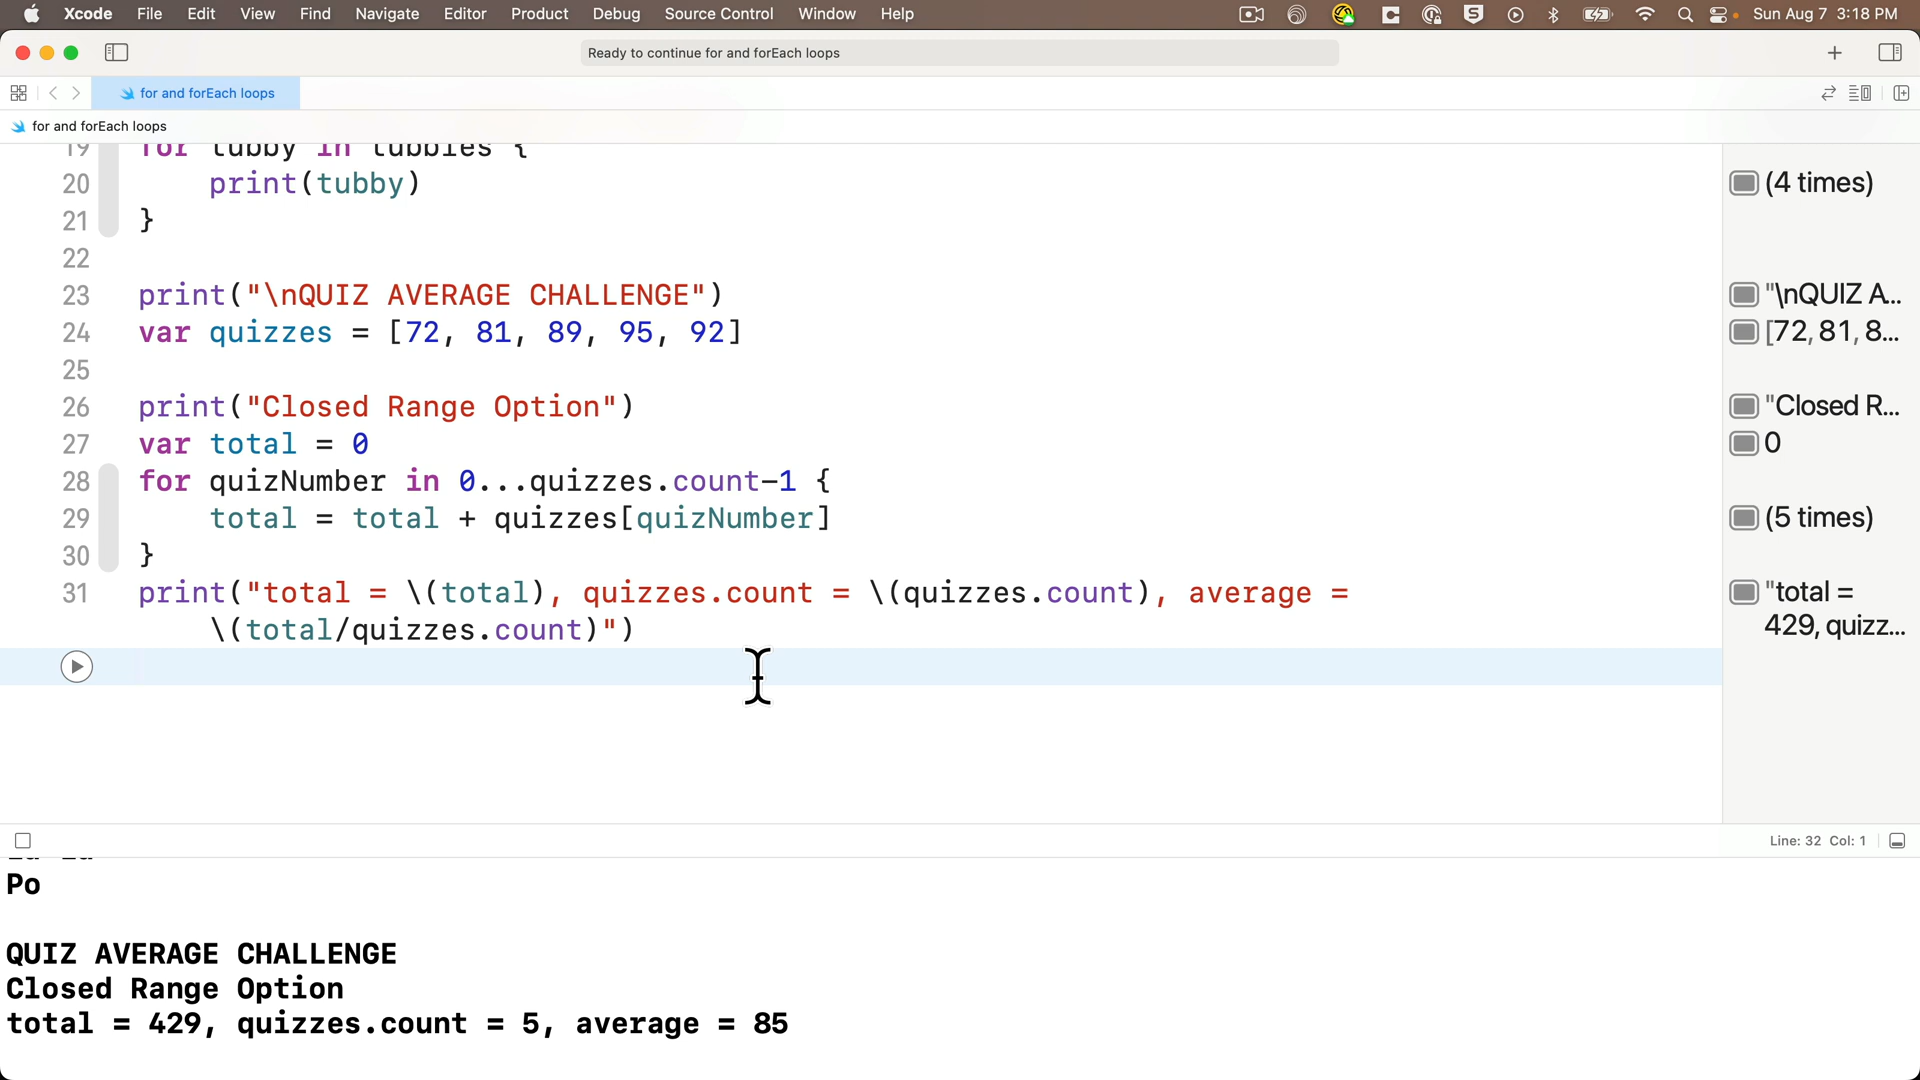 Xcode File Edit View Find Navigate Editor Product Debug Source Control Window Help Sun Aug 7 3:18 PM
Ready to continue for and forEach loops
for and forEach loops
for and forEach loops
19 for tubby in tubbies {
20 print(tubby) (4 times)
21 }
22
23 print("\nQUIZ AVERAGE CHALLENGE") "\nQUIZ A...
24 var quizzes = [72, 81, 89, 95, 92] [72, 81, 8...
25
26 print("Closed Range Option") "Closed R...
27 var total = 0 0
28 for quizNumber in 0...quizzes.count-1 {
29 total = total + quizzes[quizNumber] (5 times)
30 }
31 print("total = \(total), quizzes.count = \(quizzes.count), average = "total =
\(total/quizzes.count)") 429, quizz...
Line: 32 Col: 1
Po
QUIZ AVERAGE CHALLENGE
Closed Range Option
total = 429, quizzes.count = 5, average = 85